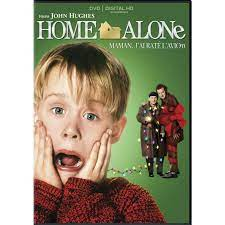 DVD DIGITAL HD
from JOHN HUGHES
HOME ALONe
MAMAN, J'AI RATÉ L'AVION